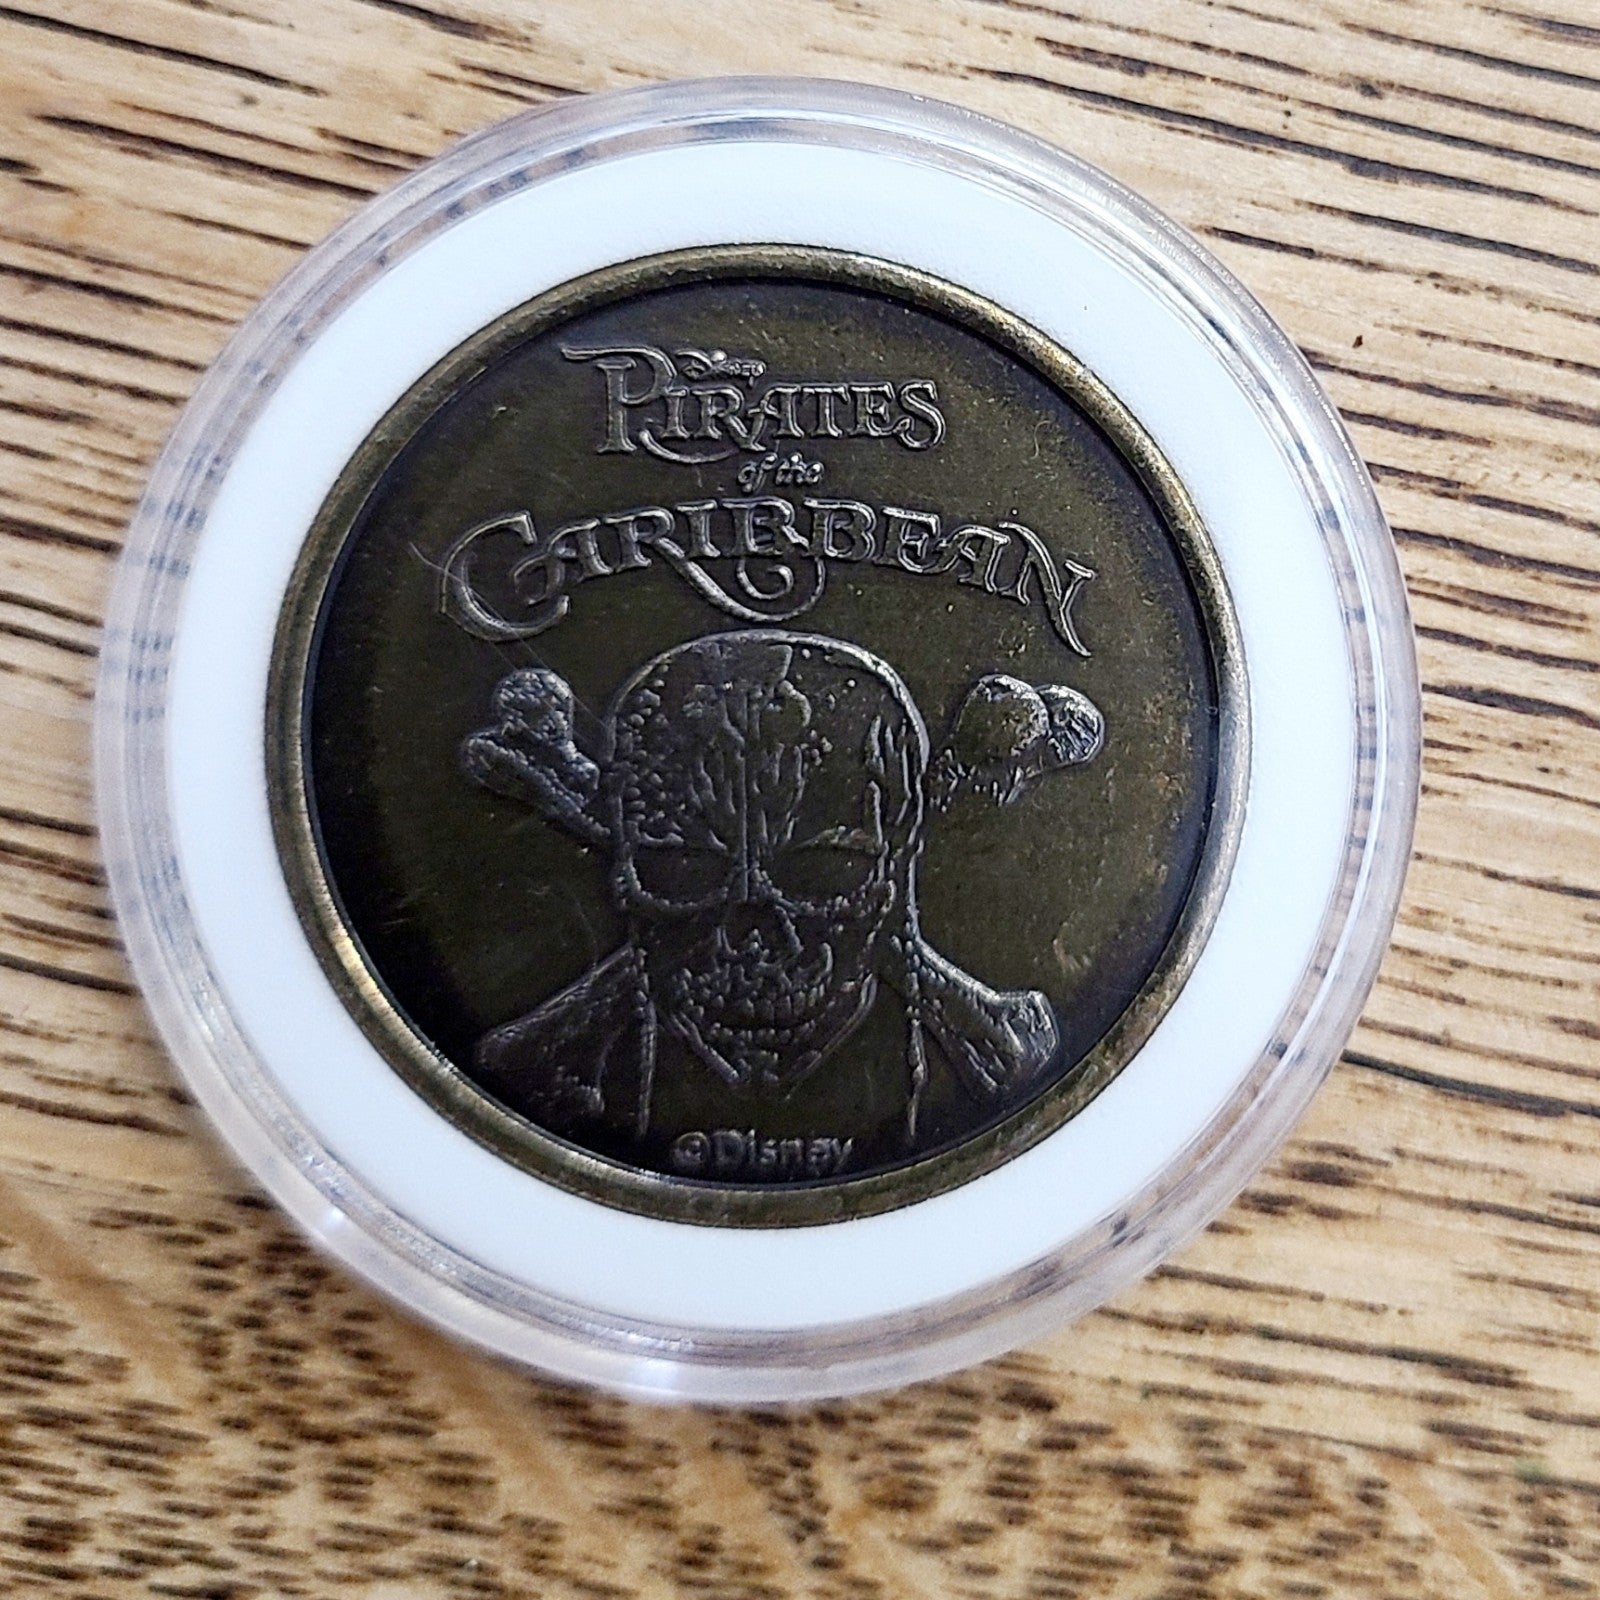 Disney
PIRATES
of the
CARIBBEAN
©Disney